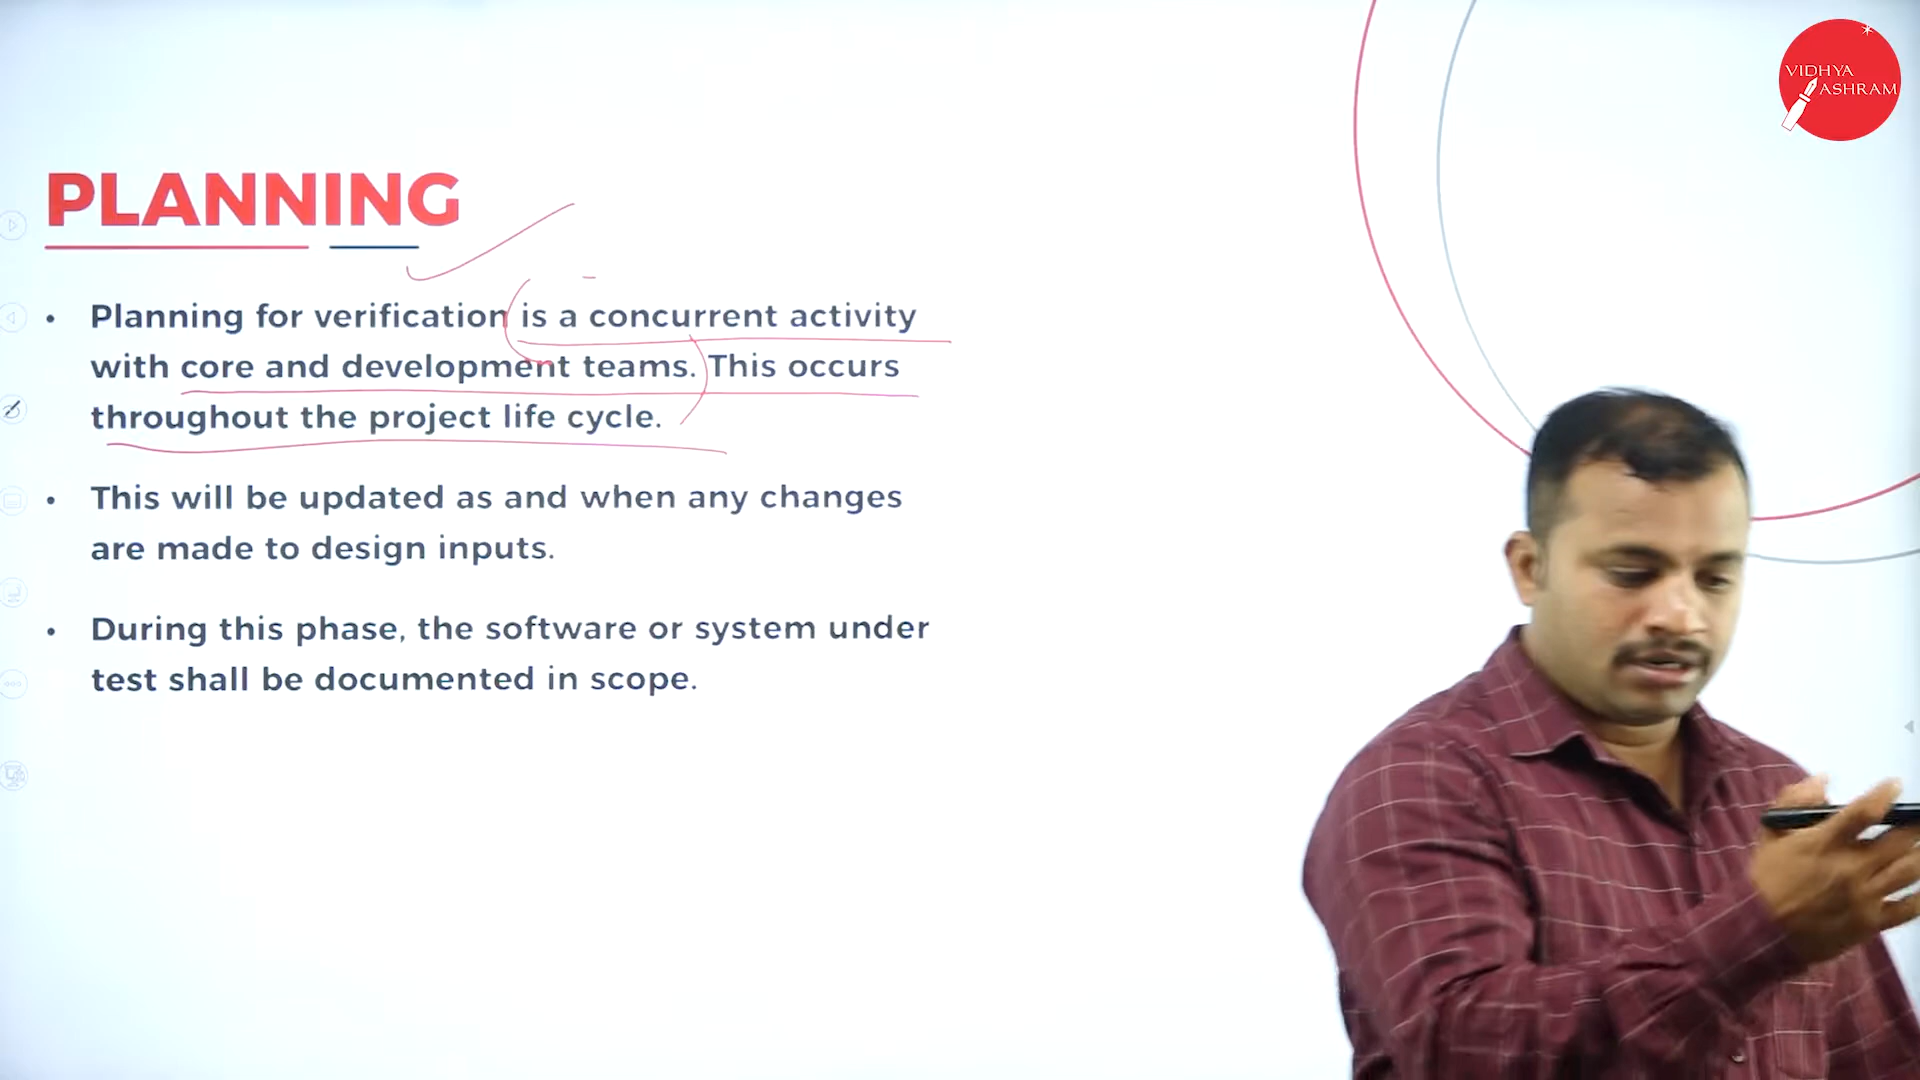 VIDHYA
ASHRAM
PLANNING
• Planning for verification is a concurrent activity
with core and development teams. This occurs
throughout the project life cycle.
• This will be updated as and when any changes
are made to design inputs.
• During this phase, the software or system under
test shall be documented in scope.